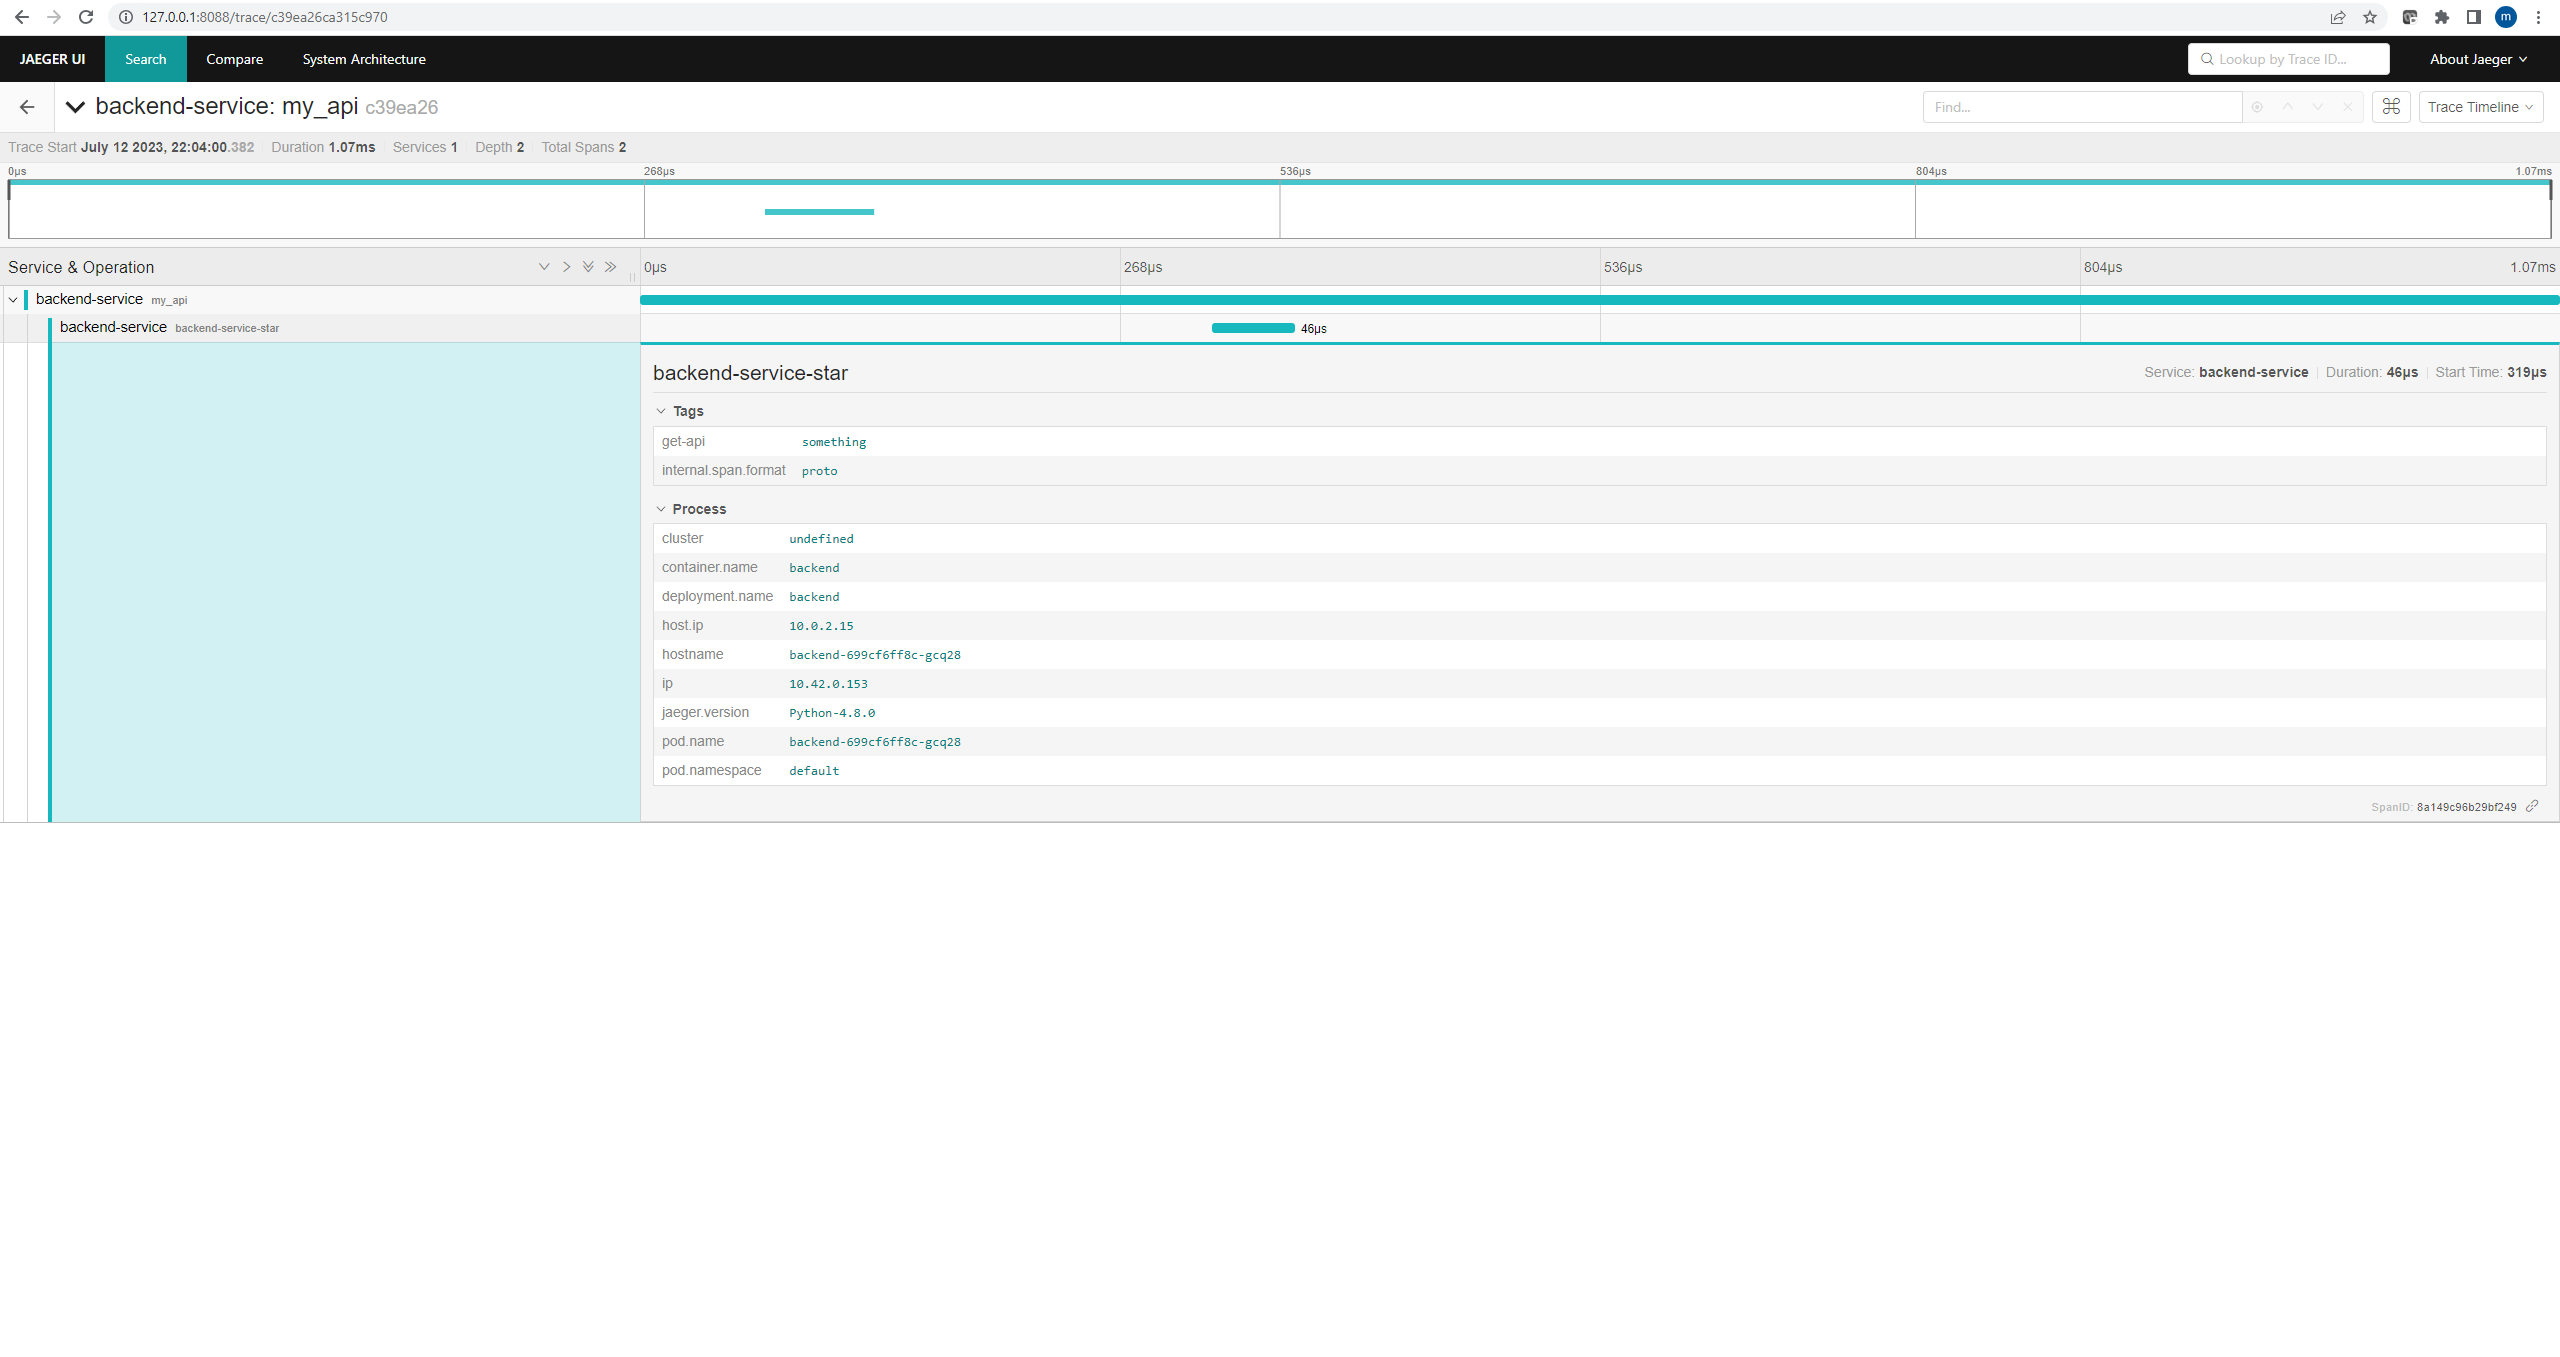 127.0.0.1:8088/trace/c39ea26ca315c970
m
JAEGER UI Search Compare System Architecture Lookup by Trace ID... About Jaeger
backend-service: my_api c39ea26 Find... Trace Timeline
Trace Start July 12 2023, 22:04:00.382 Duration 1.07ms Services 1 Depth 2 Total Spans 2
0μs 268μs 536μs 804μs 1.07ms
Service & Operation 0μs 268μs 536μs 804μs 1.07ms
backend-service my_api
backend-service backend-service-star 46μs
backend-service-star Service: backend-service Duration: 46μs Start Time: 319μs
Tags
get-api something
internal.span.format proto
Process
cluster undefined
container.name backend
deployment.name backend
host.ip 10.0.2.15
hostname backend-699cf6ff8c-gcq28
ip 10.42.0.153
jaeger.version Python-4.8.0
pod.name backend-699cf6ff8c-gcq28
pod.namespace default
SpanID: 8a149c96b29bf249